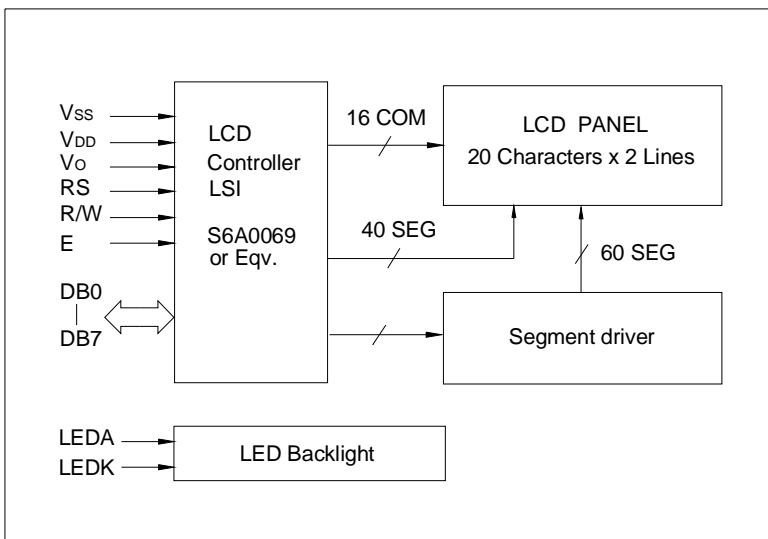 VSS
VDD
VO
RS
R/W
E
DB0
DB7
LCD
Controller
LSI
S6A0069
or Eqv.
16 COM
40 SEG
LCD PANEL
20 Characters x 2 Lines
60 SEG
Segment driver
LEDA
LEDK
LED Backlight